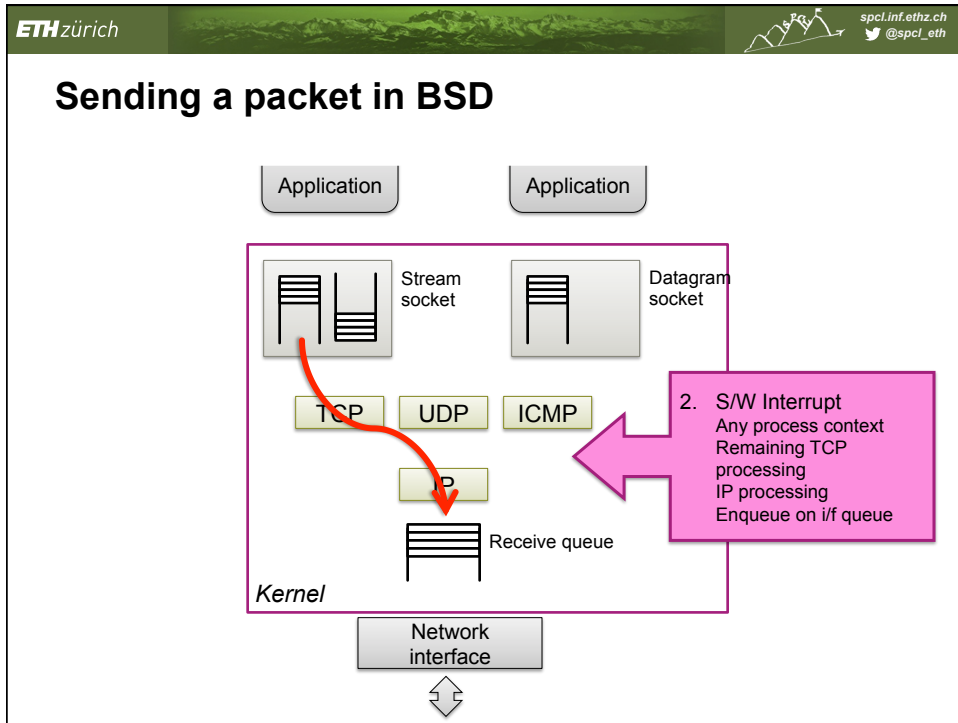 ETH zürich
spcl.inf.ethz.ch
@spcl_eth
Sending a packet in BSD
Application
Application
Stream
socket
Datagram
socket
TCP
UDP
ICMP
2. S/W Interrupt
Any process context
Remaining TCP
processing
IP processing
Enqueue on i/f queue
IP
Receive queue
Kernel
Network
interface